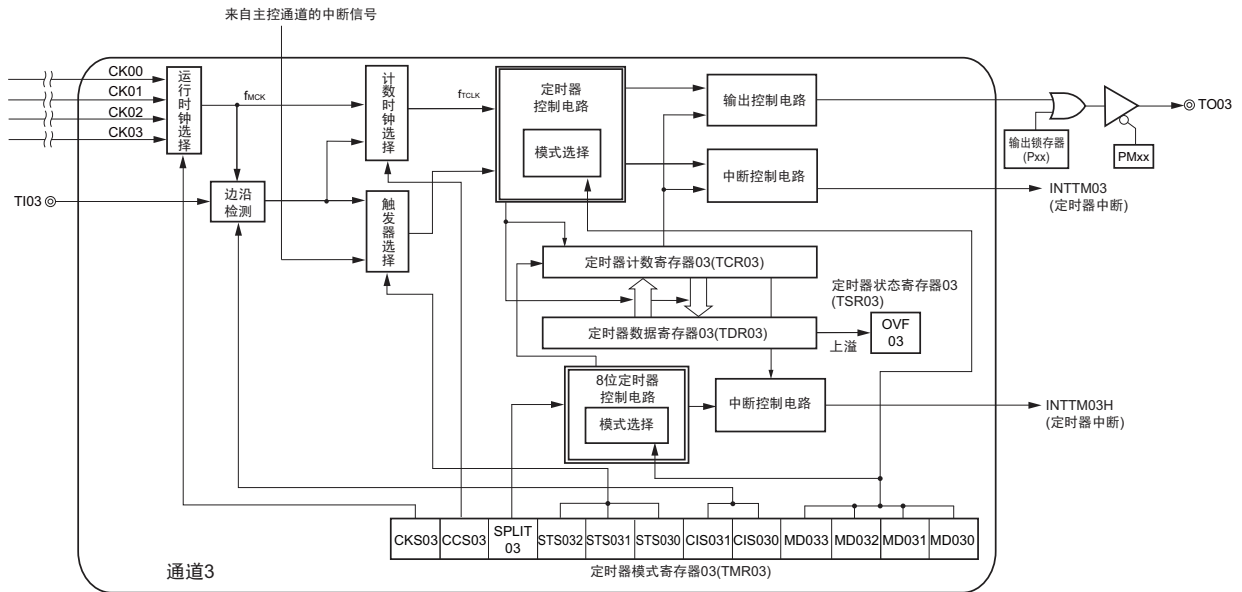 来自主控通道的中断信号
CK00
CK01
CK02
CK03
运行时钟选择
fMCK
计数时钟选择
fTCLK
定时器
控制电路
模式选择
输出控制电路
中断控制电路
输出锁存器
(Pxx)
PMxx
TO03
INTTM03
(定时器中断)
TI03
边沿
检测
触发器选择
定时器计数寄存器03(TCR03)
定时器数据寄存器03(TDR03)
定时器状态寄存器03
(TSR03)
上溢
OVF
03
8位定时器
控制电路
模式选择
中断控制电路
INTTM03H
(定时器中断)
CKS03
CCS03
SPLIT
03
STS032
STS031
STS030
CIS031
CIS030
MD033
MD032
MD031
MD030
定时器模式寄存器03(TMR03)
通道3